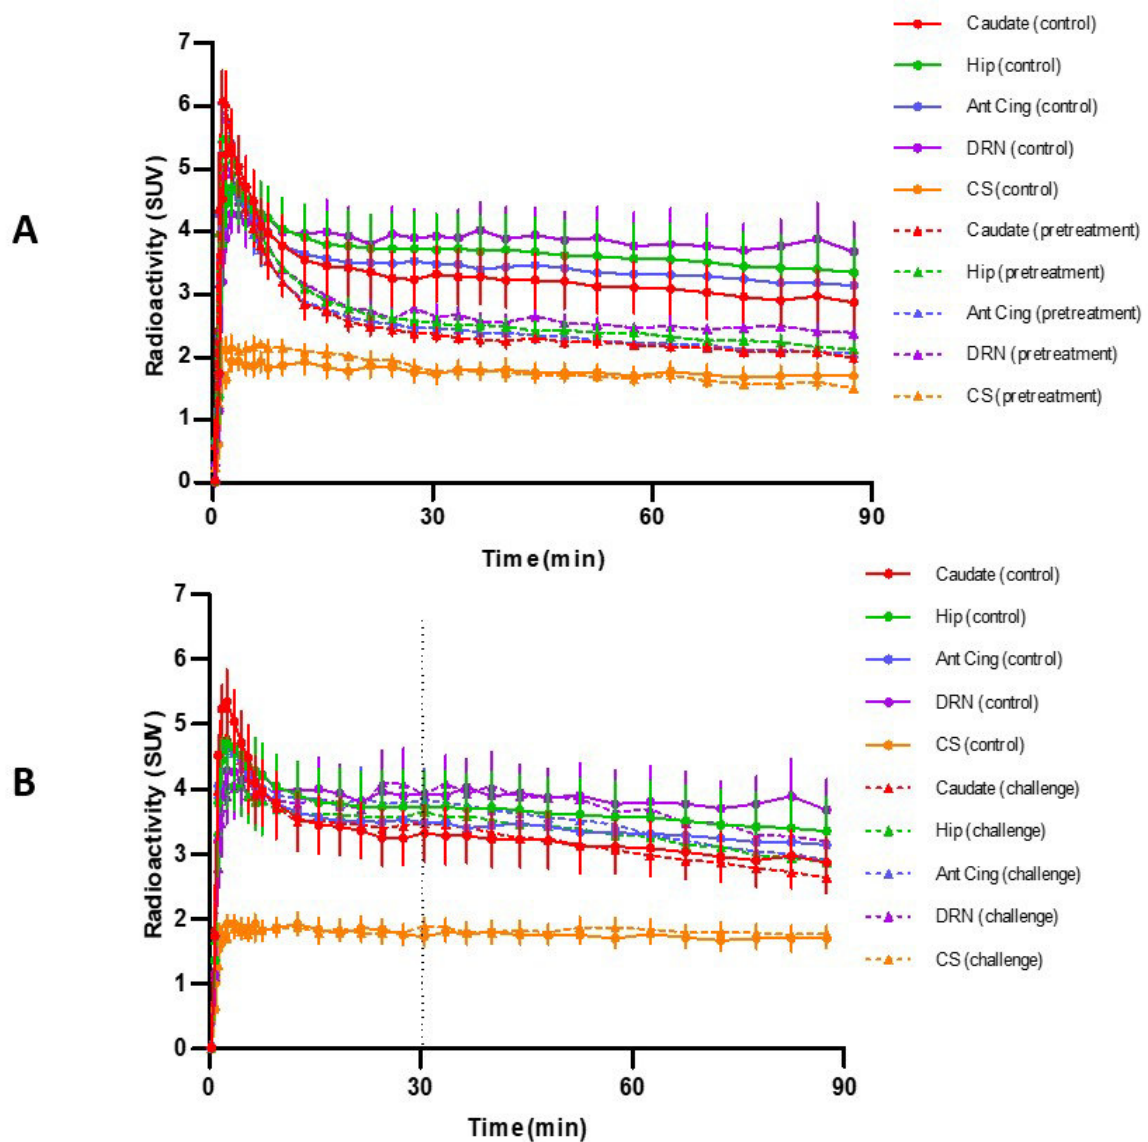 A
Radioactivity (SUV)
7
6
5
4
3
2
1
0
0 30 60 90
Time (min)
Caudate (control)
Hip (control)
Ant Cing (control)
DRN (control)
CS (control)
Caudate (pretreatment)
Hip (pretreatment)
Ant Cing (pretreatment)
DRN (pretreatment)
CS (pretreatment)
B
Radioactivity (SUV)
7
6
5
4
3
2
1
0
0 30 60 90
Time (min)
Caudate (control)
Hip (control)
Ant Cing (control)
DRN (control)
CS (control)
Caudate (challenge)
Hip (challenge)
Ant Cing (challenge)
DRN (challenge)
CS (challenge)